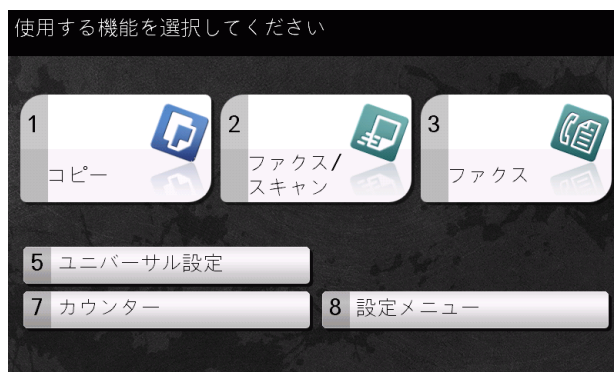 使用する機能を選択してください
1
コピー
2
ファクス/
スキャン
3
ファクス
5 ユニバーサル設定
7 カウンター
8 設定メニュー